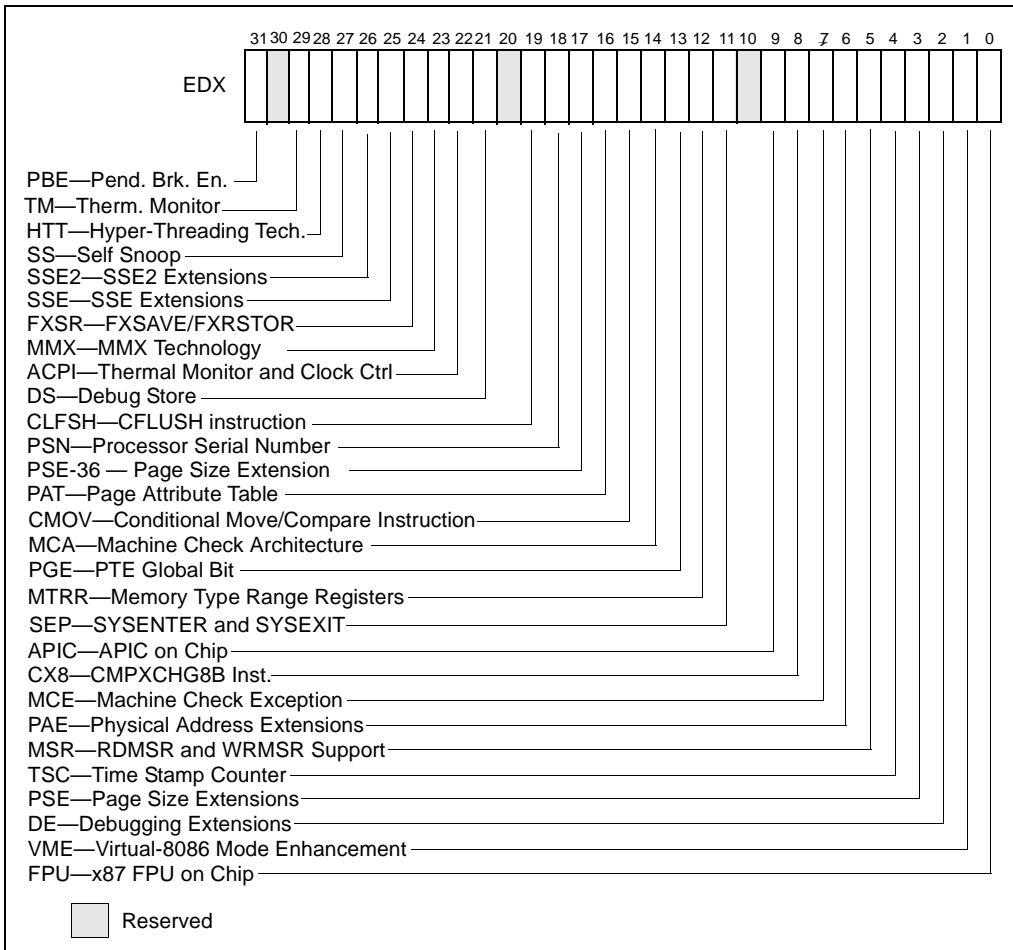 31 30 29 28 27 26 25 24 23 22 21 20 19 18 17 16 15 14 13 12 11 10 9 8 7 6 5 4 3 2 1 0
EDX
PBE—Pend. Brk. En.
TM—Therm. Monitor
HTT—Hyper-Threading Tech.
SS—Self Snoop
SSE2—SSE2 Extensions
SSE—SSE Extensions
FXSR—FXSAVE/FXRSTOR
MMX—MMX Technology
ACPI—Thermal Monitor and Clock Ctrl
DS—Debug Store
CLFSH—CFLUSH instruction
PSN—Processor Serial Number
PSE-36 — Page Size Extension
PAT—Page Attribute Table
CMOV—Conditional Move/Compare Instruction
MCA—Machine Check Architecture
PGE—PTE Global Bit
MTRR—Memory Type Range Registers
SEP—SYSENTER and SYSEXIT
APIC—APIC on Chip
CX8—CMPXCHG8B Inst.
MCE—Machine Check Exception
PAE—Physical Address Extensions
MSR—RDMSR and WRMSR Support
TSC—Time Stamp Counter
PSE—Page Size Extensions
DE—Debugging Extensions
VME—Virtual-8086 Mode Enhancement
FPU—x87 FPU on Chip
Reserved